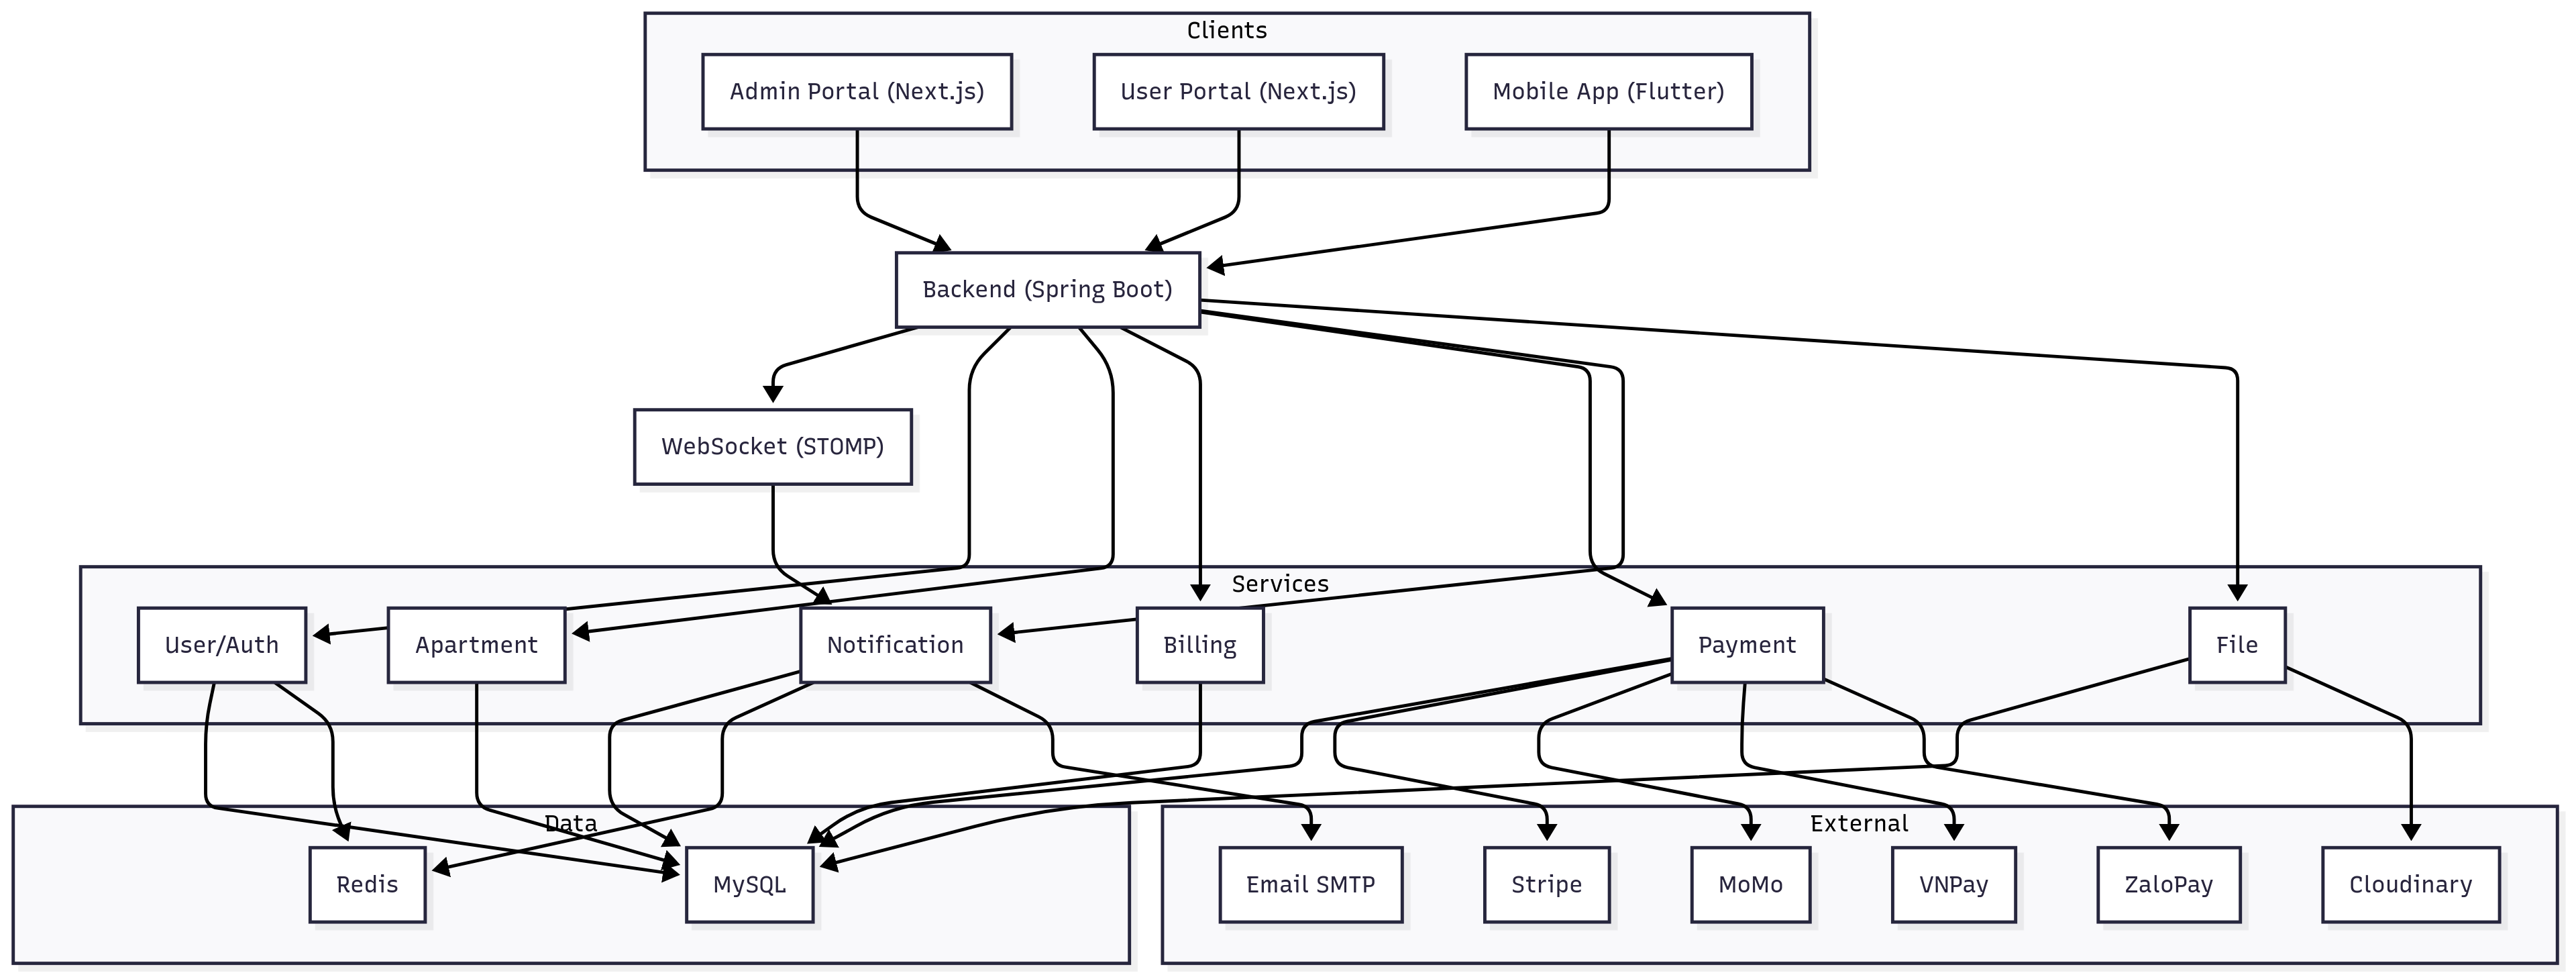 Clients
Admin Portal (Next.js)
User Portal (Next.js)
Mobile App (Flutter)
Backend (Spring Boot)
WebSocket (STOMP)
Services
User/Auth
Apartment
Notification
Billing
Payment
File
Data
External
Redis
MySQL
Email SMTP
Stripe
MoMo
VNPay
ZaloPay
Cloudinary